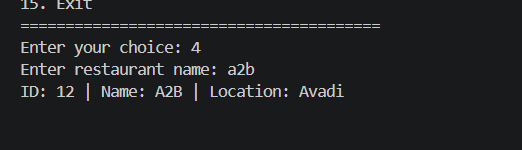 15. Exit
========================================
Enter your choice: 4
Enter restaurant name: a2b
ID: 12 | Name: A2B | Location: Avadi